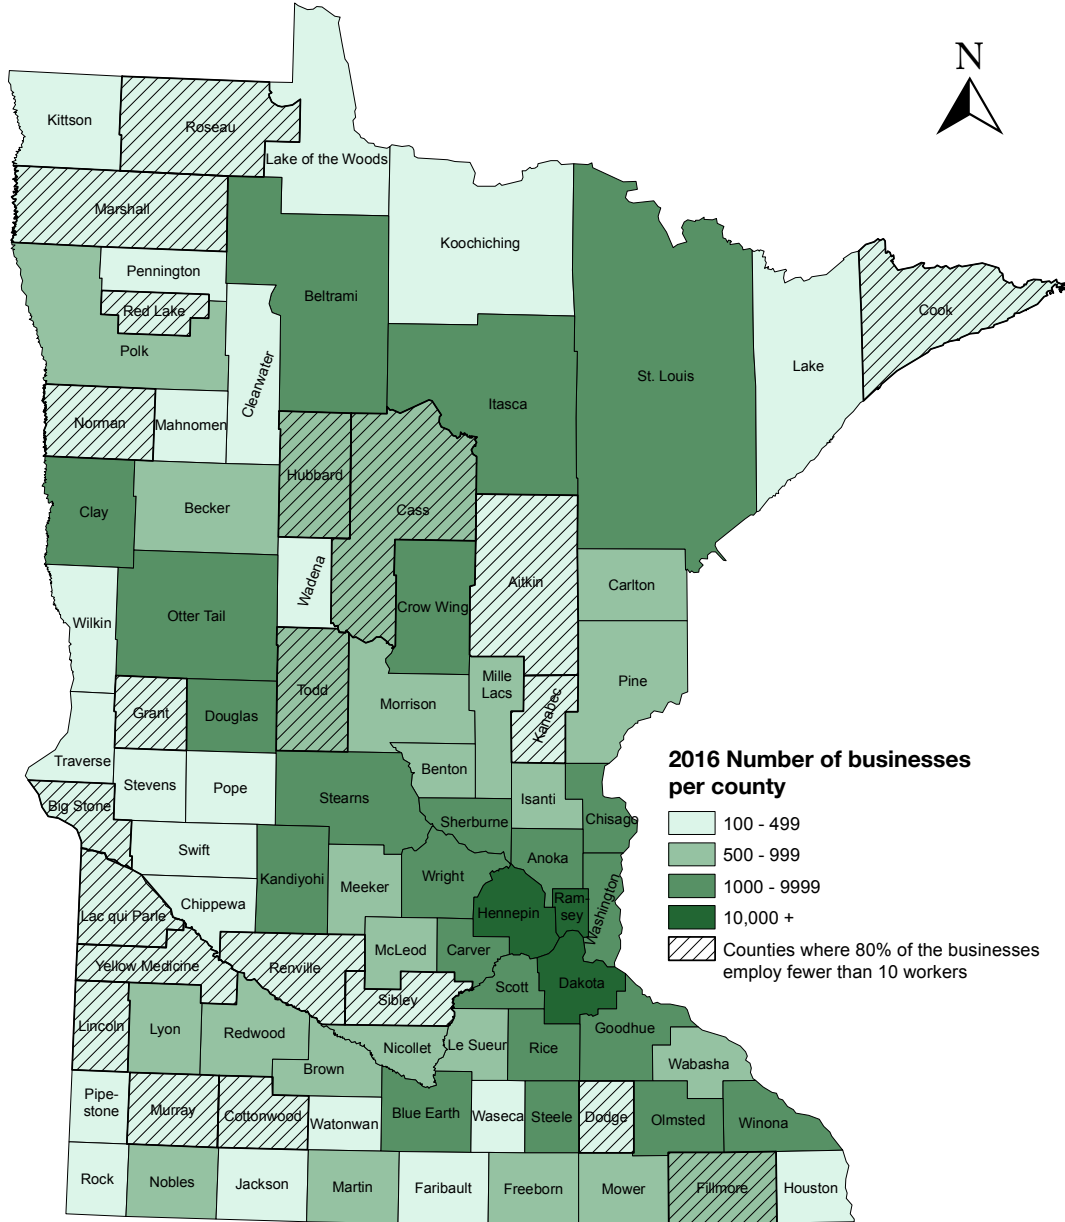 N
Kittson
Roseau
Lake of the Woods
Marshall
Koochiching
Pennington
Beltrami
Red Lake
Cook
Polk
Clearwater
Lake
St. Louis
Itasca
Norman
Mahnomen
Hubbard
Becker
Cass
Clay
Wadena
Aitkin
Carlton
Crow Wing
Otter Tail
Wilkin
Mille
Lacs
Pine
Todd
Morrison
Grant
Douglas
Kanabec
Traverse
Benton
Stevens
Pope
Stearns
Isanti
Big Stone
Sherburne
Chisago
Swift
Anoka
Kandiyohi
Wright
Meeker
Washington
Chippewa
Hennepin
Ram-
sey
Lac qui Parle
McLeod
Carver
Yellow Medicine
Renville
Dakota
Scott
Sibley
Lincoln
Lyon
Redwood
Goodhue
Nicollet
Le Sueur
Rice
Wabasha
Brown
Pipe-
stone
Murray
Cottonwood
Watonwan
Blue Earth
Waseca
Steele
Dodge
Olmsted
Winona
Rock
Nobles
Jackson
Martin
Faribault
Freeborn
Mower
Fillmore
Houston
2016 Number of businesses
per county
100 - 499
500 - 999
1000 - 9999
10,000 +
Counties where 80% of the businesses
employ fewer than 10 workers